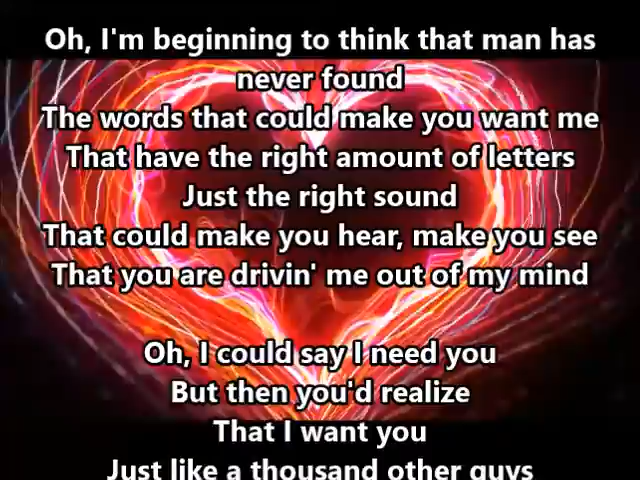 Oh, I'm beginning to think that man has
never found
The words that could make you want me
That have the right amount of letters
Just the right sound
That could make you hear, make you see
That you are drivin' me out of my mind
Oh, I could say I need you
But then you'd realize
That I want you
Just like a thousand other guys